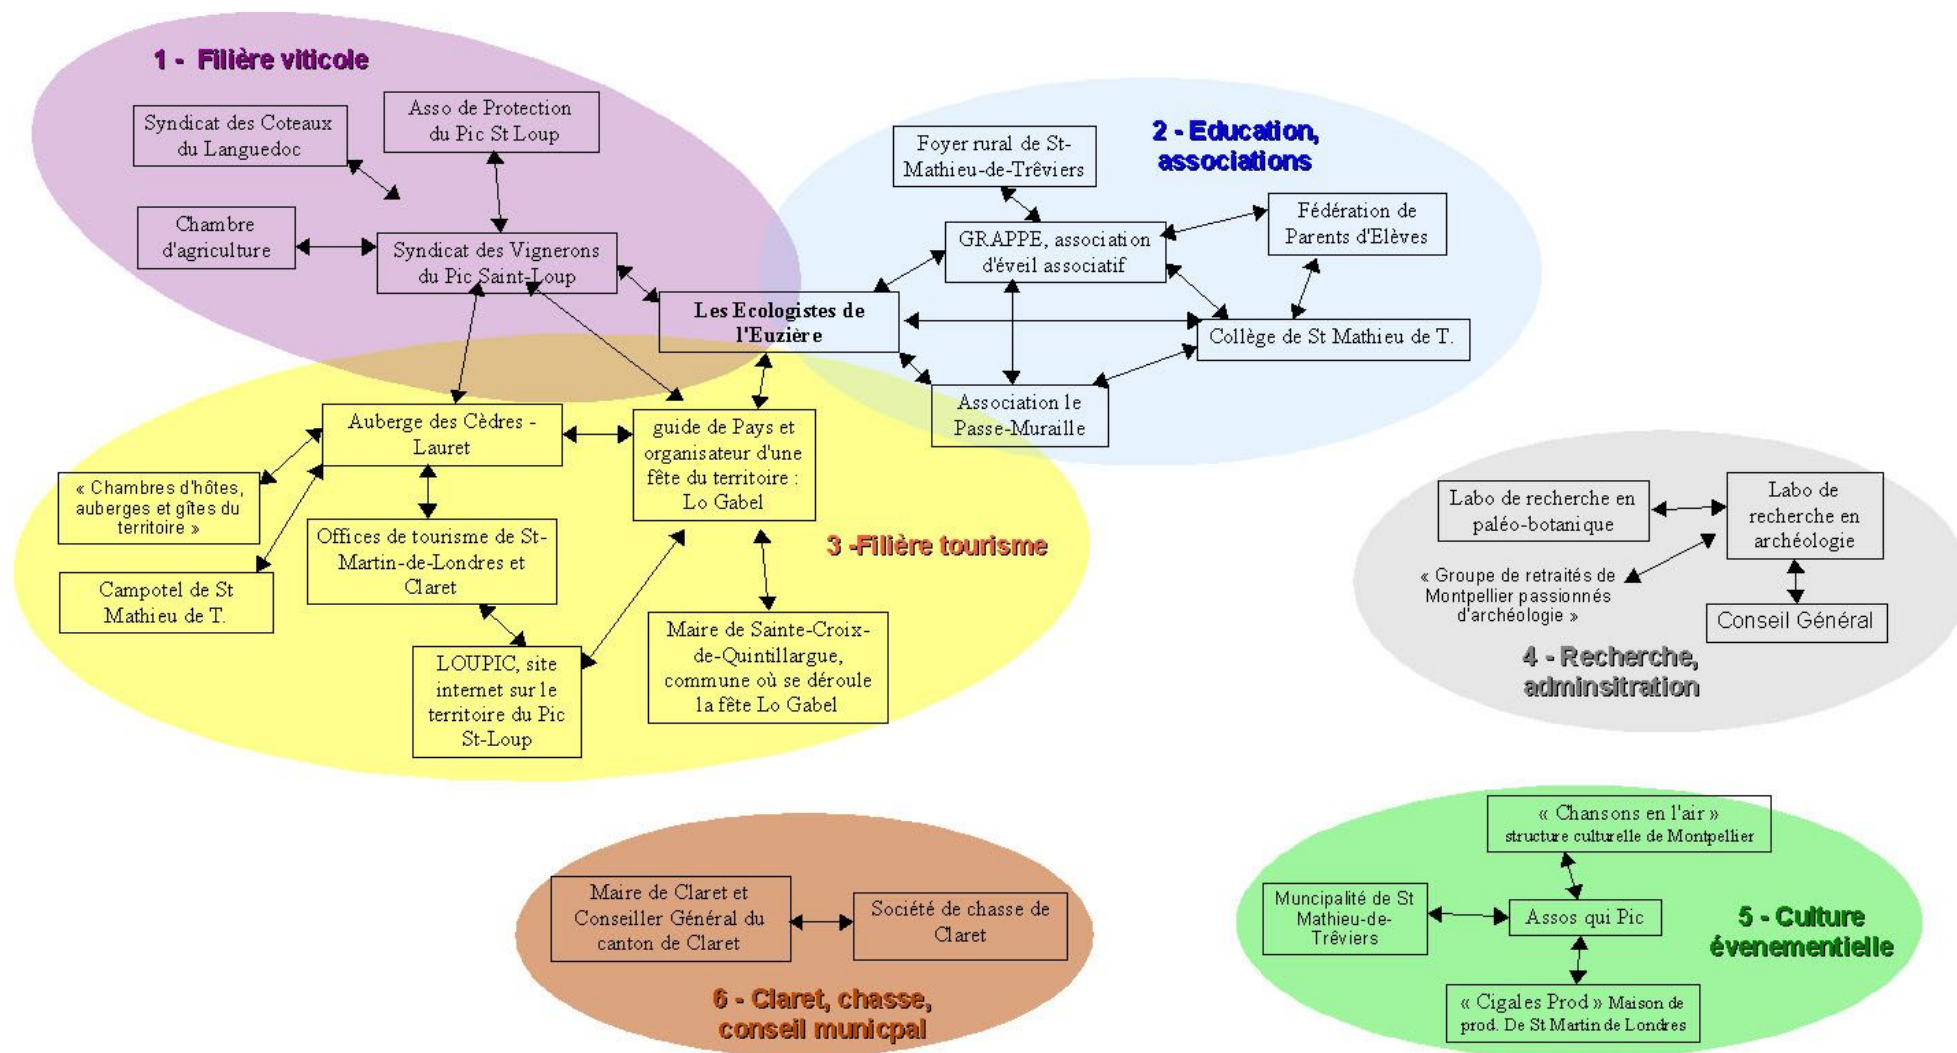 1 -  Filière viticole
Asso de Protection
du Pic St Loup
Syndicat des Coteaux
du Languedoc
Chambre
d'agriculture
Syndicat des Vignerons
du Pic Saint-Loup
Les Ecologistes de
l'Euzière
2 - Education,
associations
Foyer rural de St-
Mathieu-de-Trêviers
GRAPPE, association
d'éveil associatif
Fédération de
Parents d'Elèves
Collège de St Mathieu de T.
Association le
Passe-Muraille
Auberge des Cèdres -
Lauret
guide de Pays et
organisateur d'une
fête du territoire :
Lo Gabel
« Chambres d'hôtes,
auberges et gîtes du
territoire »
Offices de tourisme de St-
Martin-de-Londres et
Claret
3 -Filière tourisme
Campotel de St
Mathieu de T.
LOUPIC, site
internet sur le
territoire du Pic
St-Loup
Maire de Sainte-Croix-
de-Quintillargue,
commune où se déroule
la fête Lo Gabel
Labo de recherche en
paléo-botanique
Labo de
recherche en
archéologie
« Groupe de retraités de
Montpellier passionnés
d'archéologie »
Conseil Général
4 - Recherche,
adminsitration
« Chansons en l'air »
structure culturelle de Montpellier
Muncipalité de St
Mathieu-de-
Trêviers
Assos qui Pic
5 - Culture
évenementielle
« Cigales Prod » Maison de
prod. De St Martin de Londres
Maire de Claret et
Conseiller Général du
canton de Claret
Société de chasse de
Claret
6 - Claret, chasse,
conseil municpal